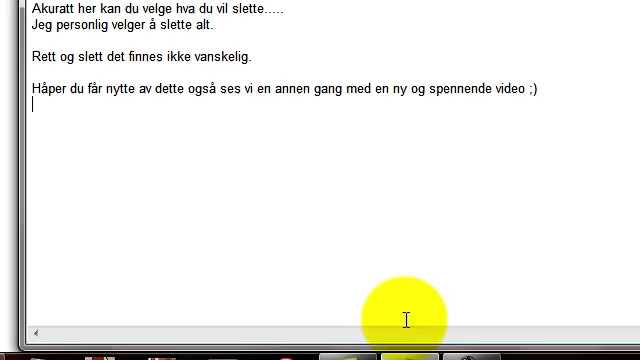 Akuratt her kan du velge hva du vil slette.....
Jeg personlig velger å slette alt.
Rett og slett det finnes ikke vanskelig.
Håper du får nytte av dette også ses vi en annen gang med en ny og spennende video ;)